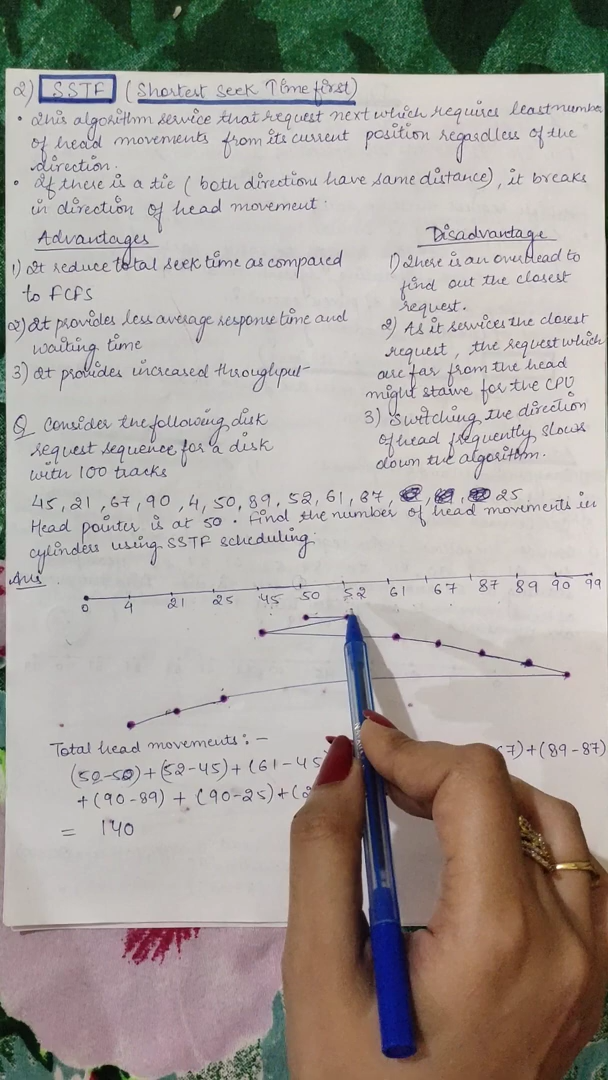 2) SSTF (Shortest Seek Time first)
• This algorithm service that request next which requires least number
of head movements from its current position regardless of the
direction.
• If there is a tie (both directions have same distance), it breaks
in direction of head movement.
Advantages
1) It reduce total seek time as compared
to FCFS
2) It provides less average response time and
waiting time
3) It provides increased throughput
Disadvantage
1) There is an overhead to
find out the closest
request.
2) As it services the closest
request, the request which
are far from the head
might starve for the CPU
3) Switching the direction
of head frequently slows
down the algorithm.
Q Consider the following disk
request sequence for a disk
with 100 tracks
45, 21, 67, 90, 4, 50, 89, 52, 61, 87, 25
Head pointer is at 50. Find the number of head movements in
cylinders using SSTF scheduling.
Ans.
0 4 21 25 45 50 52 61 67 87 89 90 99
Total head movements :-
(50-50)+(52-45)+(61-45 7)+(89-87)
+(90-89) + (90-25)+(2
= 140